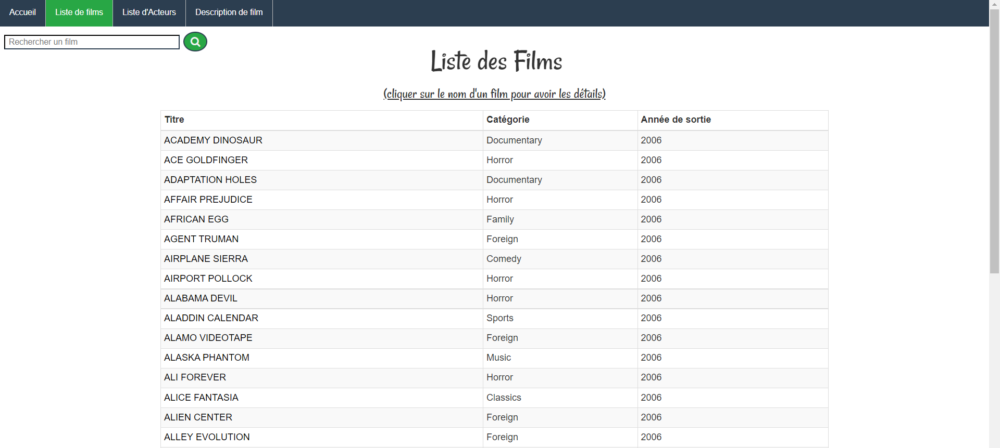 Accueil Liste de films Liste d'Acteurs Description de film
Rechercher un film
Liste des Films
(cliquer sur le nom d'un film pour avoir les détails)
Titre Catégorie Année de sortie
ACADEMY DINOSAUR Documentary 2006
ACE GOLDFINGER Horror 2006
ADAPTATION HOLES Documentary 2006
AFFAIR PREJUDICE Horror 2006
AFRICAN EGG Family 2006
AGENT TRUMAN Foreign 2006
AIRPLANE SIERRA Comedy 2006
AIRPORT POLLOCK Horror 2006
ALABAMA DEVIL Horror 2006
ALADDIN CALENDAR Sports 2006
ALAMO VIDEOTAPE Foreign 2006
ALASKA PHANTOM Music 2006
ALI FOREVER Horror 2006
ALICE FANTASIA Classics 2006
ALIEN CENTER Foreign 2006
ALLEY EVOLUTION Foreign 2006